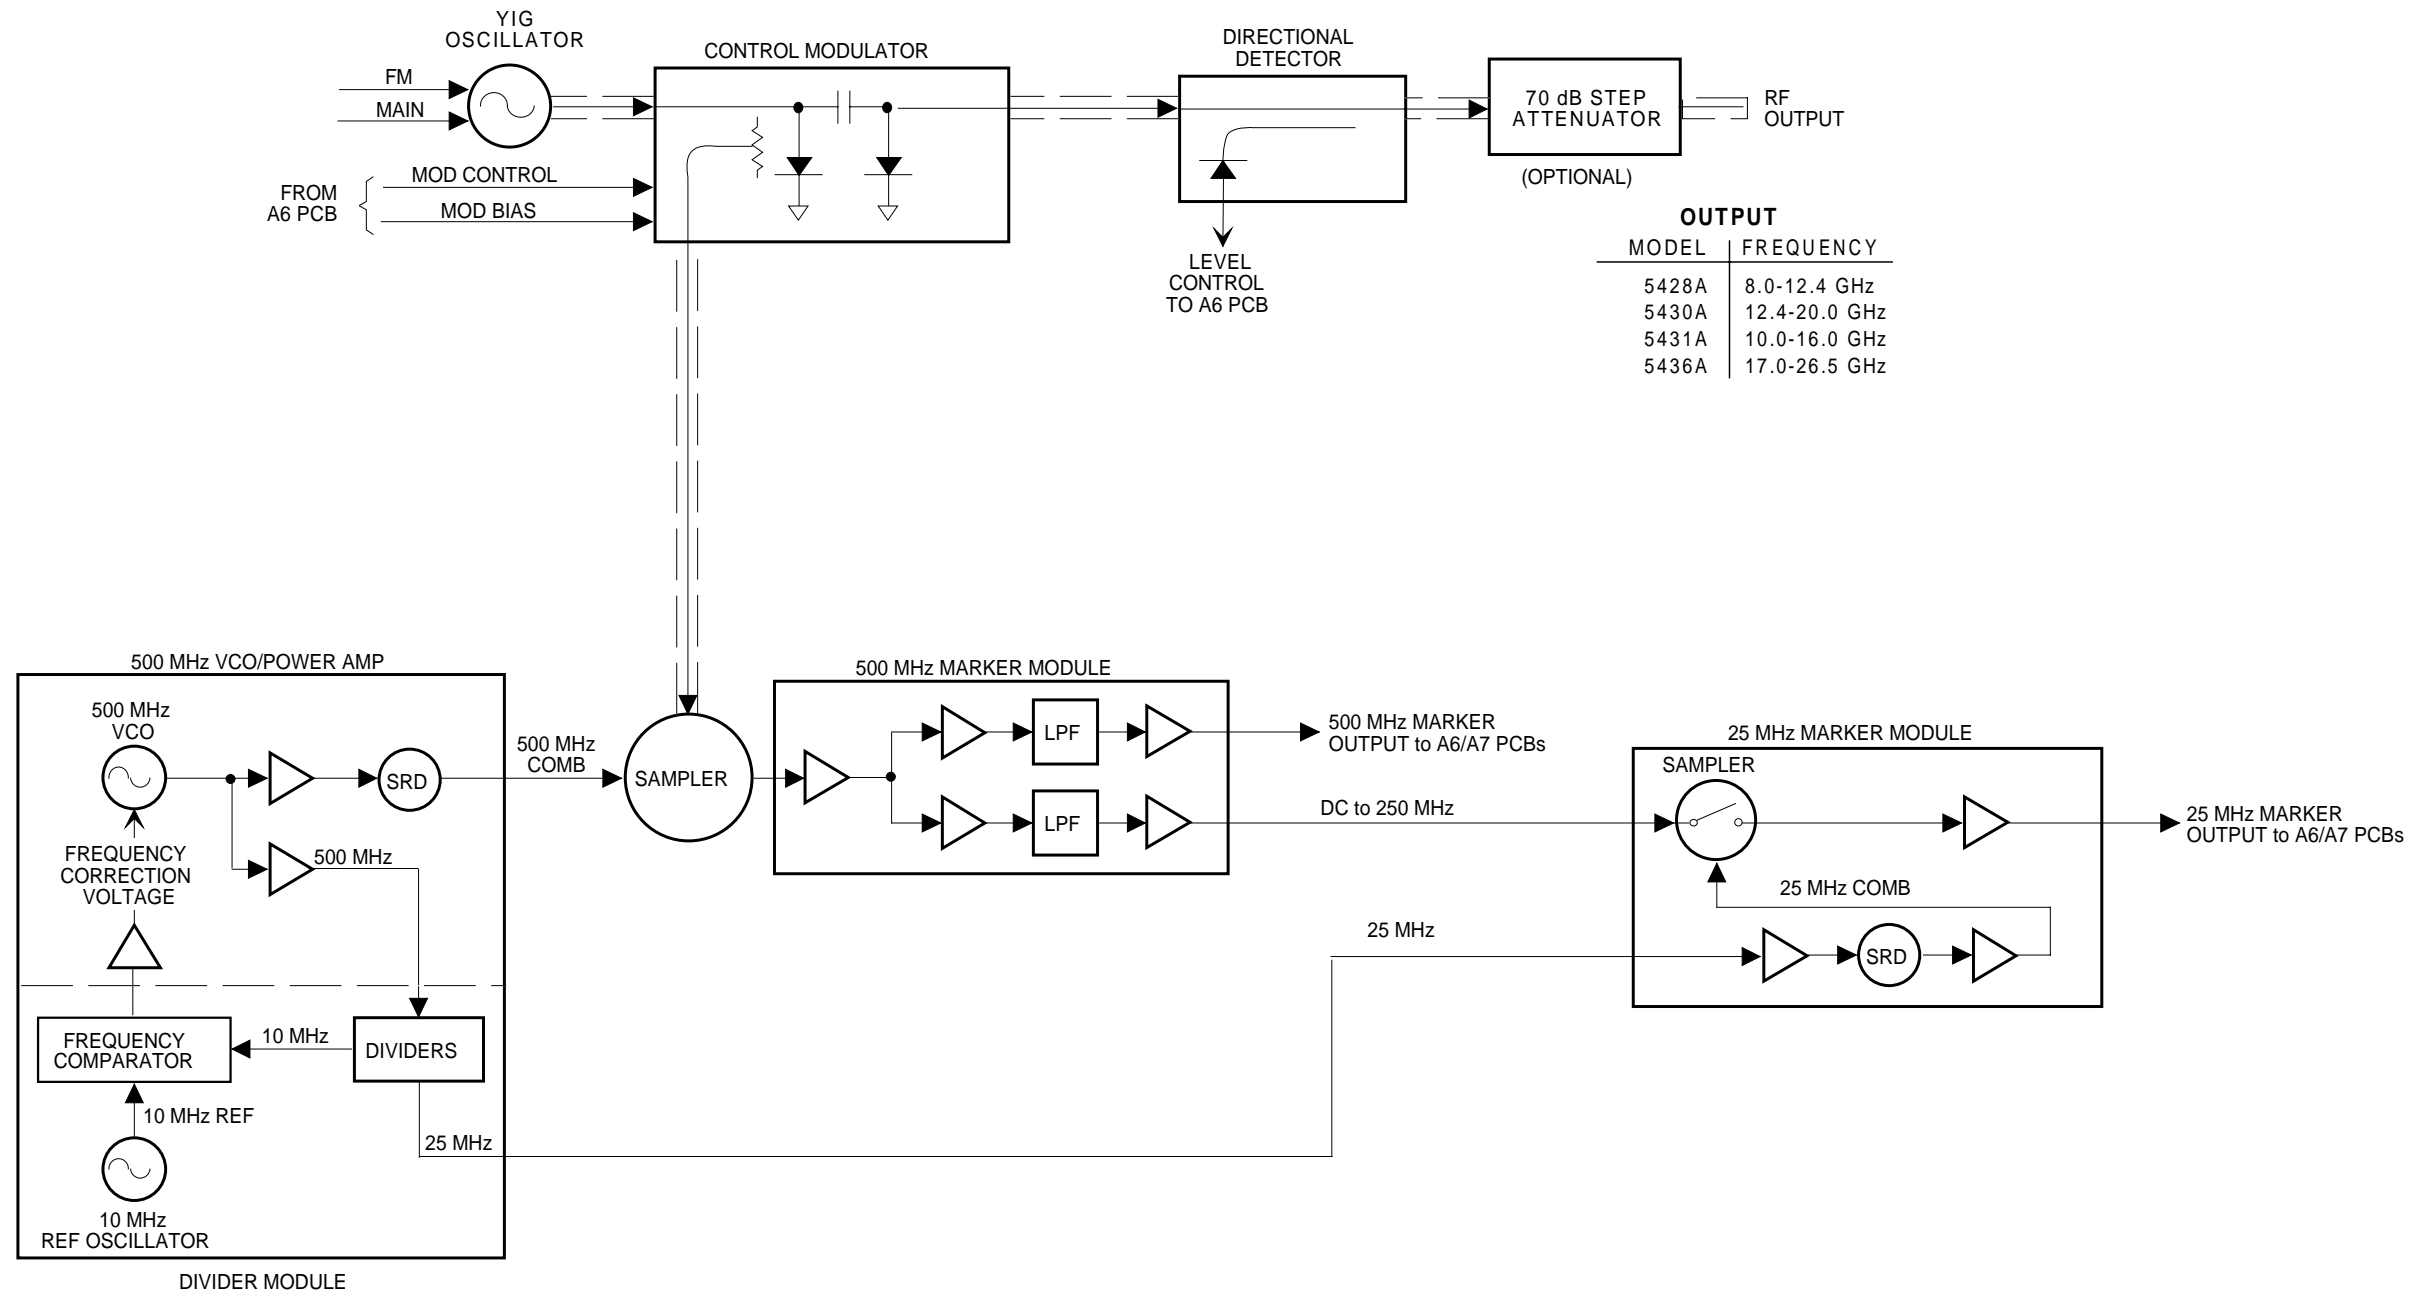 YIG
OSCILLATOR
FM
MAIN
CONTROL MODULATOR
FROM
A6 PCB
MOD CONTROL
MOD BIAS
DIRECTIONAL
DETECTOR
LEVEL
CONTROL
TO A6 PCB
70 dB STEP
ATTENUATOR
(OPTIONAL)
RF
OUTPUT
OUTPUT
MODEL FREQUENCY
5428A 8.0-12.4 GHz
5430A 12.4-20.0 GHz
5431A 10.0-16.0 GHz
5436A 17.0-26.5 GHz
500 MHz VCO/POWER AMP
500 MHz
VCO
SRD
500 MHz
COMB
SAMPLER
FREQUENCY
CORRECTION
VOLTAGE
500 MHz
FREQUENCY
COMPARATOR
10 MHz
DIVIDERS
10 MHz REF
25 MHz
10 MHz
REF OSCILLATOR
DIVIDER MODULE
500 MHz MARKER MODULE
LPF
LPF
500 MHz MARKER
OUTPUT to A6/A7 PCBs
DC to 250 MHz
25 MHz
25 MHz MARKER MODULE
SAMPLER
25 MHz COMB
SRD
25 MHz MARKER
OUTPUT to A6/A7 PCBs